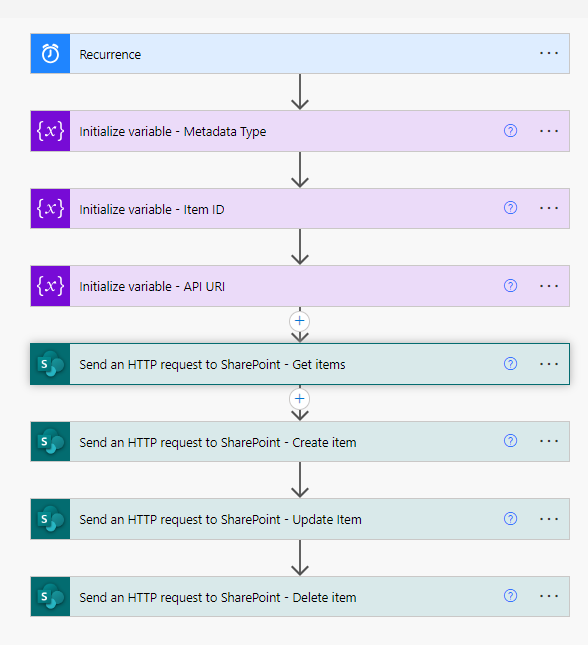 Recurrence
{x} Initialize variable - Metadata Type
{x} Initialize variable - Item ID
{x} Initialize variable - API URI
S Send an HTTP request to SharePoint - Get items
S Send an HTTP request to SharePoint - Create item
S Send an HTTP request to SharePoint - Update Item
S Send an HTTP request to SharePoint - Delete item